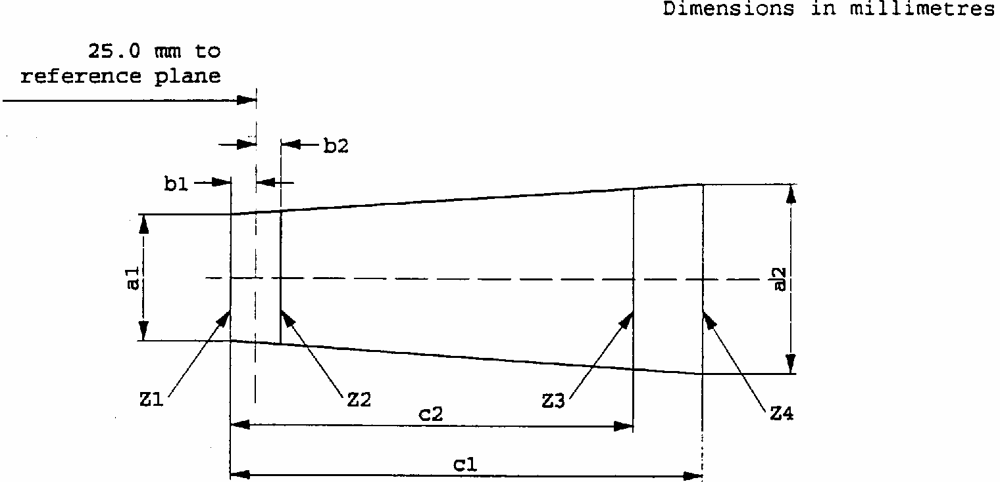 Dimensions in millimetres
25.0 mm to
reference plane
b2
b1
a1
a2
Z1
Z2
Z3
Z4
c2
c1